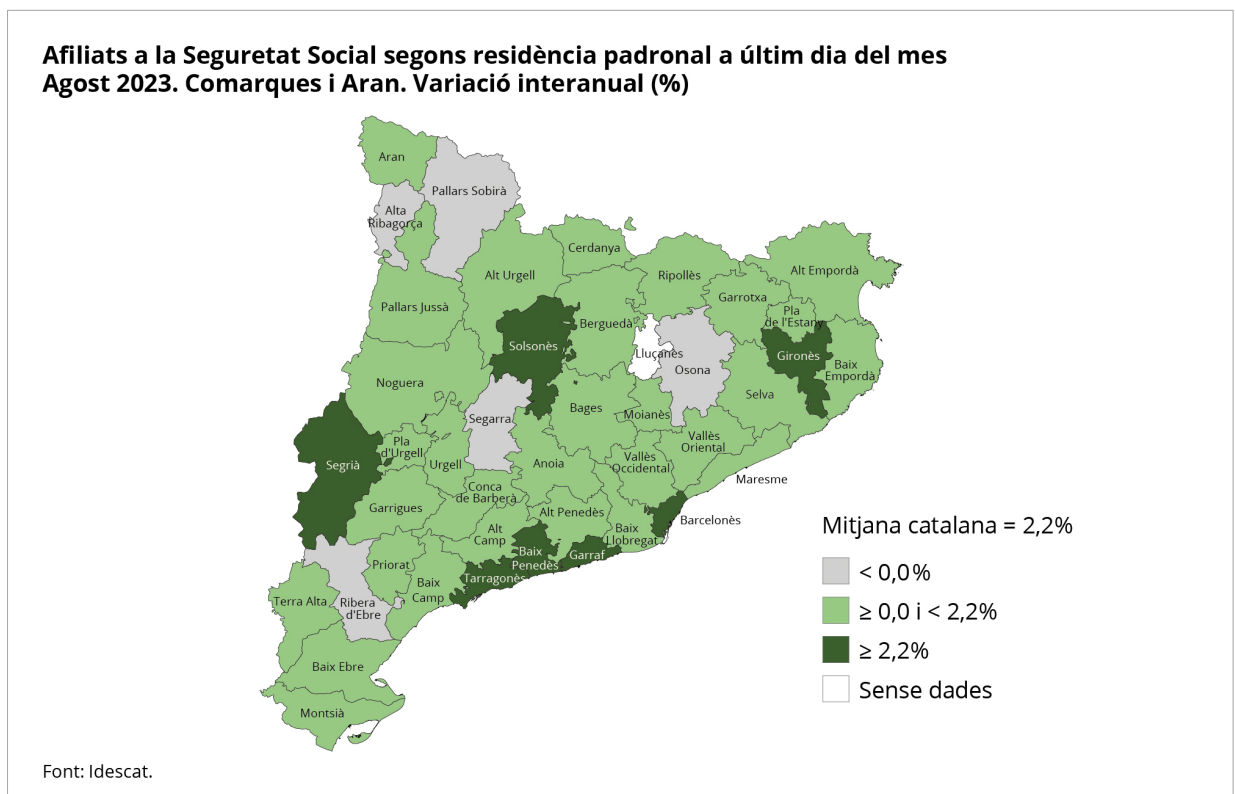 Afiliats a la Seguretat Social segons residència padronal a últim dia del mes
Agost 2023. Comarques i Aran. Variació interanual (%)
Aran
Pallars Sobirà
Alta
Ribagorça
Cerdanya
Alt Urgell
Ripollès
Alt Empordà
Garrotxa
Pallars Jussà
Pla
de l'Estany
Berguedà
Solsonès
Lluçanès
Gironès
Osona
Baix
Empordà
Noguera
Selva
Bages
Moianès
Segarra
Vallès
Oriental
Pla
d'Urgell
Segrià
Urgell
Anoia
Vallès
Occidental
Maresme
Conca
de Barberà
Garrigues
Alt Penedès
Barcelonès
Alt
Camp
Baix
Llobregat
Baix
Penedès
Garraf
Priorat
Tarragonès
Baix
Camp
Terra Alta
Ribera
d'Ebre
Baix Ebre
Montsià
Mitjana catalana = 2,2%
< 0,0%
≥ 0,0 i < 2,2%
≥ 2,2%
Sense dades
Font: Idescat.